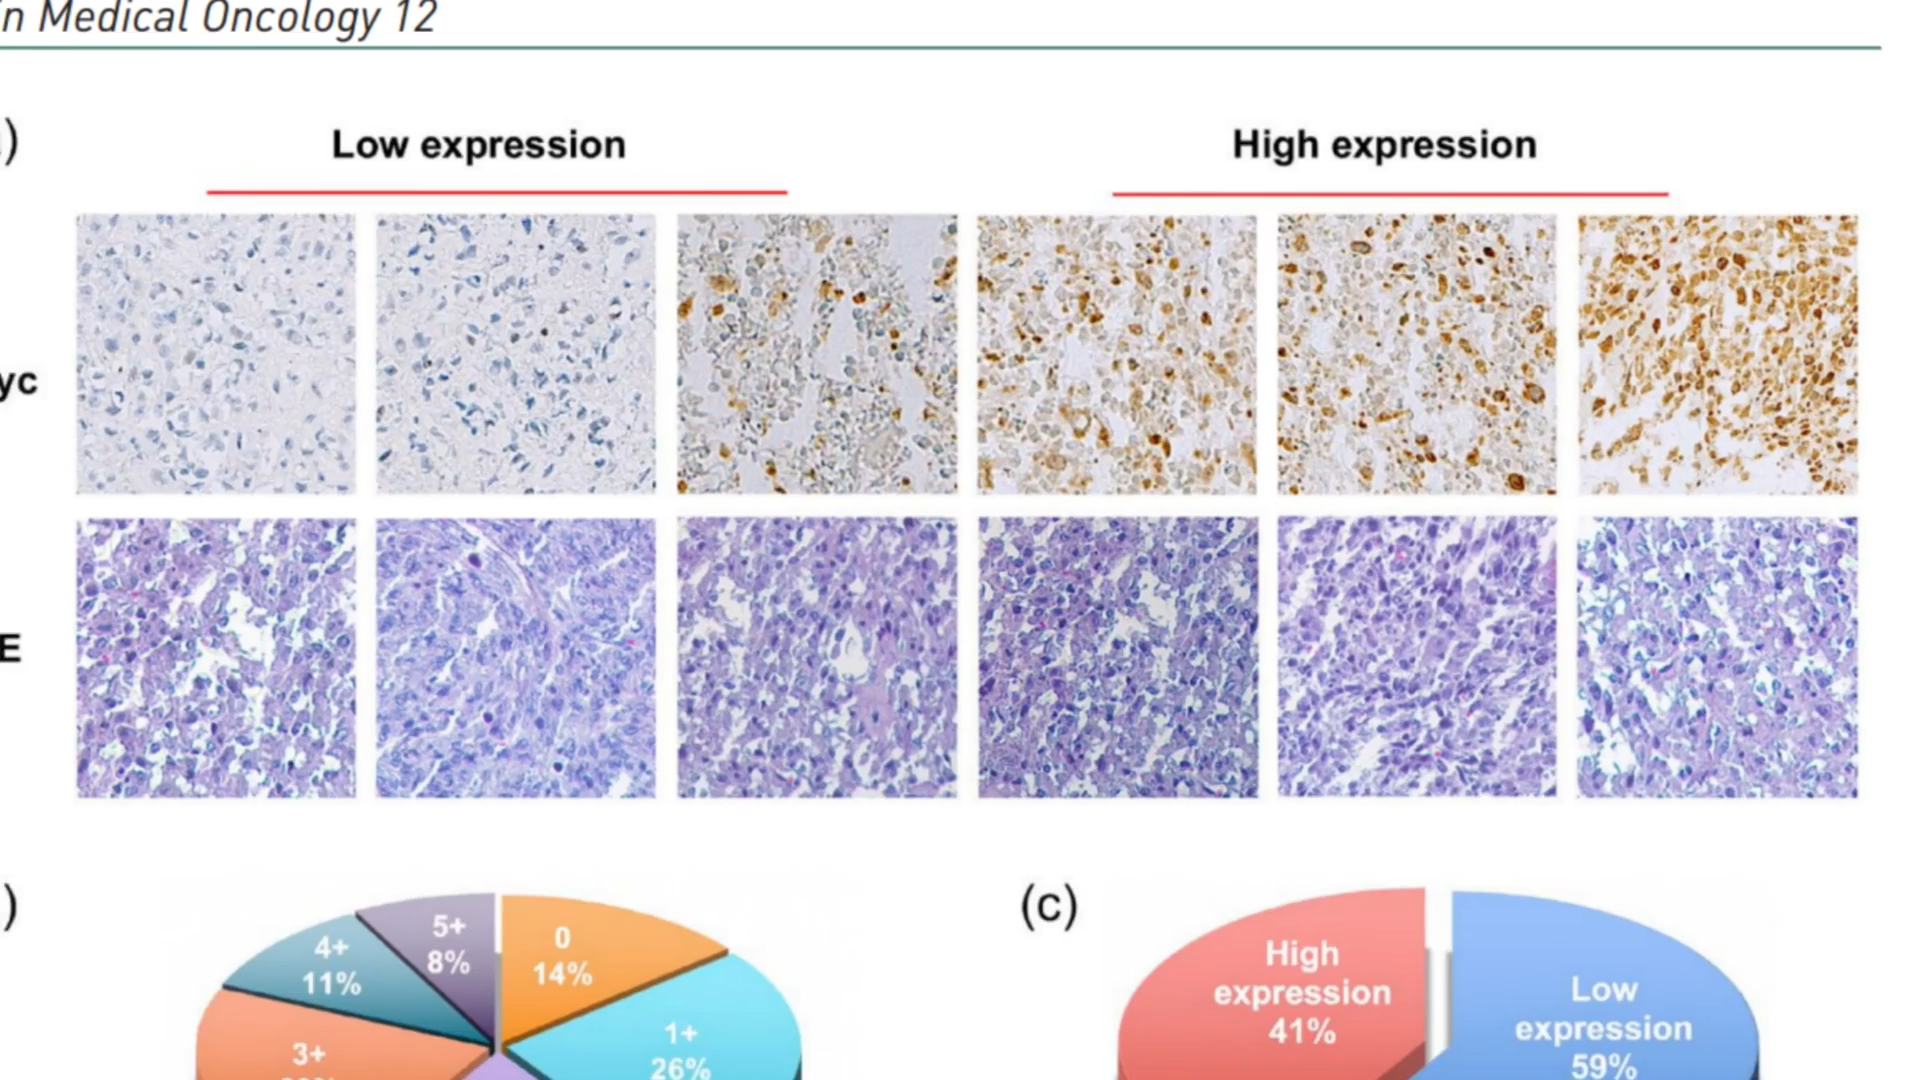 n Medical Oncology 12
)
Low expression
High expression
yc
E
)
(c)
5+
8%
0
14%
4+
11%
3+
1+
26%
High
expression
41%
Low
expression
59%